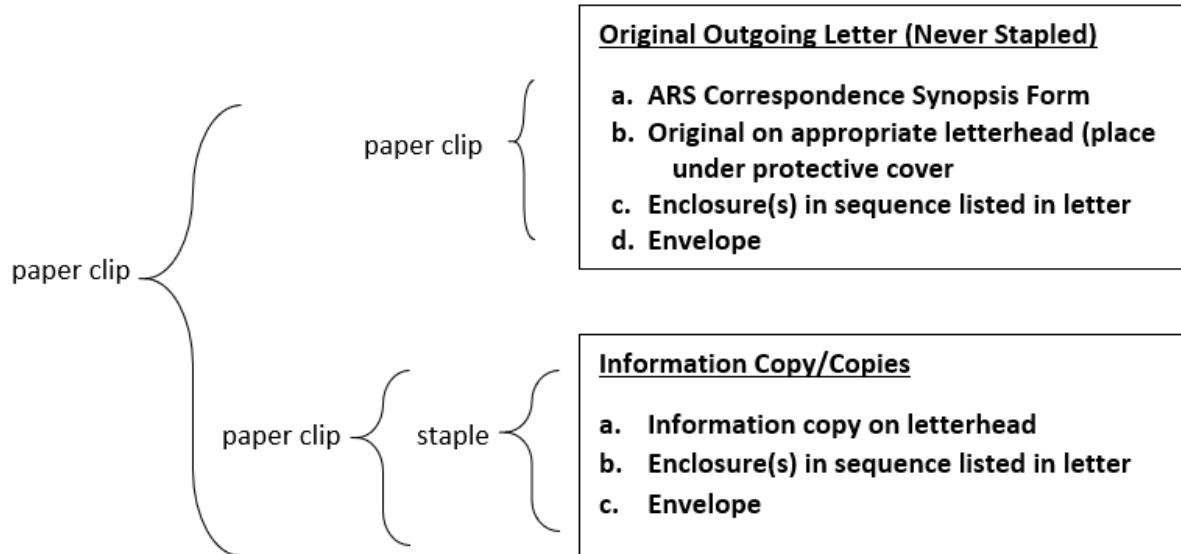 Original Outgoing Letter (Never Stapled)
a. ARS Correspondence Synopsis Form
b. Original on appropriate letterhead (place
under protective cover
c. Enclosure(s) in sequence listed in letter
d. Envelope
paper clip
paper clip
Information Copy/Copies
a. Information copy on letterhead
b. Enclosure(s) in sequence listed in letter
c. Envelope
paper clip
staple